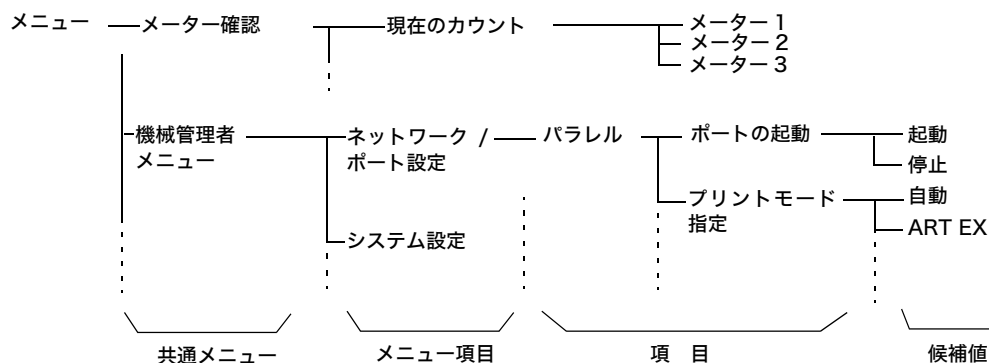 メニュー
メーター確認
現在のカウント
メーター 1
メーター 2
メーター 3
機械管理者
メニュー
ネットワーク /
ポート設定
パラレル
ポートの起動
起動
停止
プリントモード
指定
自動
ART EX
システム設定
共通メニュー
メニュー項目
項 目
候補値